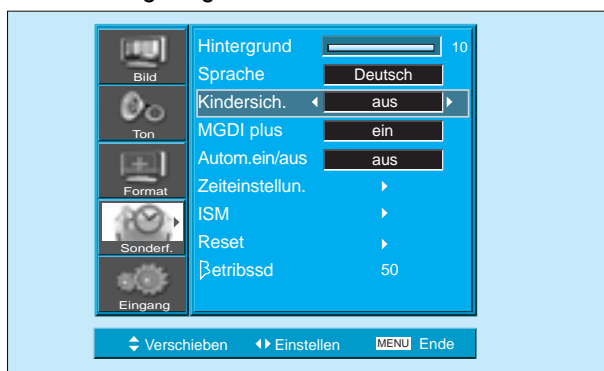 Bild
Ton
Format
Sonderf.
Eingang
Hintergrund 10
Sprache Deutsch
Kindersich. aus
MGDI plus ein
Autom.ein/aus aus
Zeiteinstellun.
ISM
Reset
βetribssd 50
Verschieben Einstellen MENU Ende